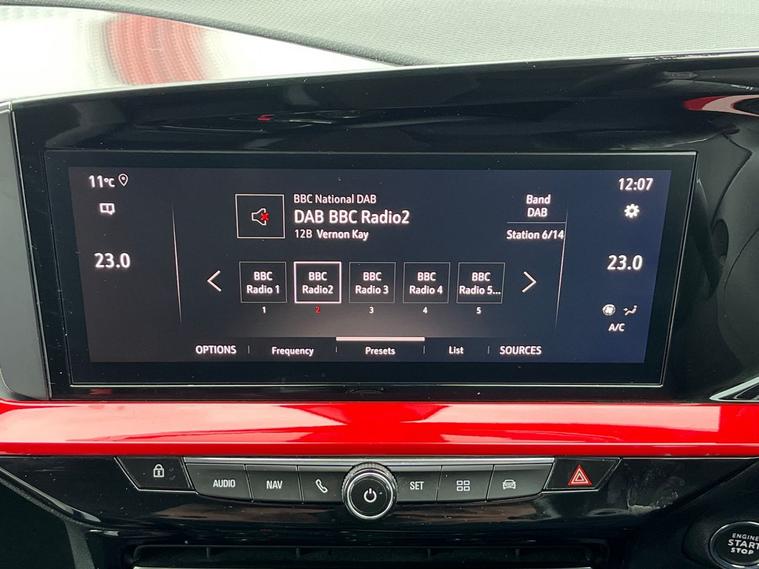 11°C
12:07
BBC National DAB
DAB BBC Radio2
12B Vernon Kay
Band
DAB
Station 6/14
23.0
23.0
BBC
Radio 1
BBC
Radio2
BBC
Radio 3
BBC
Radio 4
BBC
Radio 5...
1
2
3
4
5
A/C
OPTIONS
Frequency
Presets
List
SOURCES
AUDIO
NAV
SET
ENGINE
START
STOP